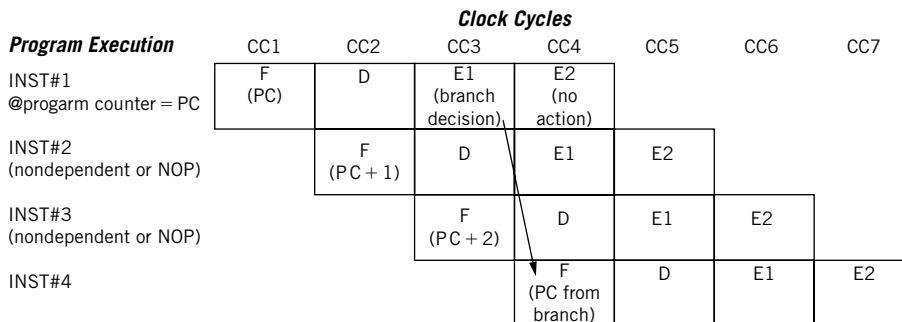 Clock Cycles
Program Execution CC1 CC2 CC3 CC4 CC5 CC6 CC7
INST#1
@progarm counter = PC
F
(PC)
D
E1
(branch
decision)
E2
(no
action)
INST#2
(nondependent or NOP)
F
(PC + 1)
D
E1
E2
INST#3
(nondependent or NOP)
F
(PC + 2)
D
E1
E2
INST#4
F
(PC from
branch)
D
E1
E2